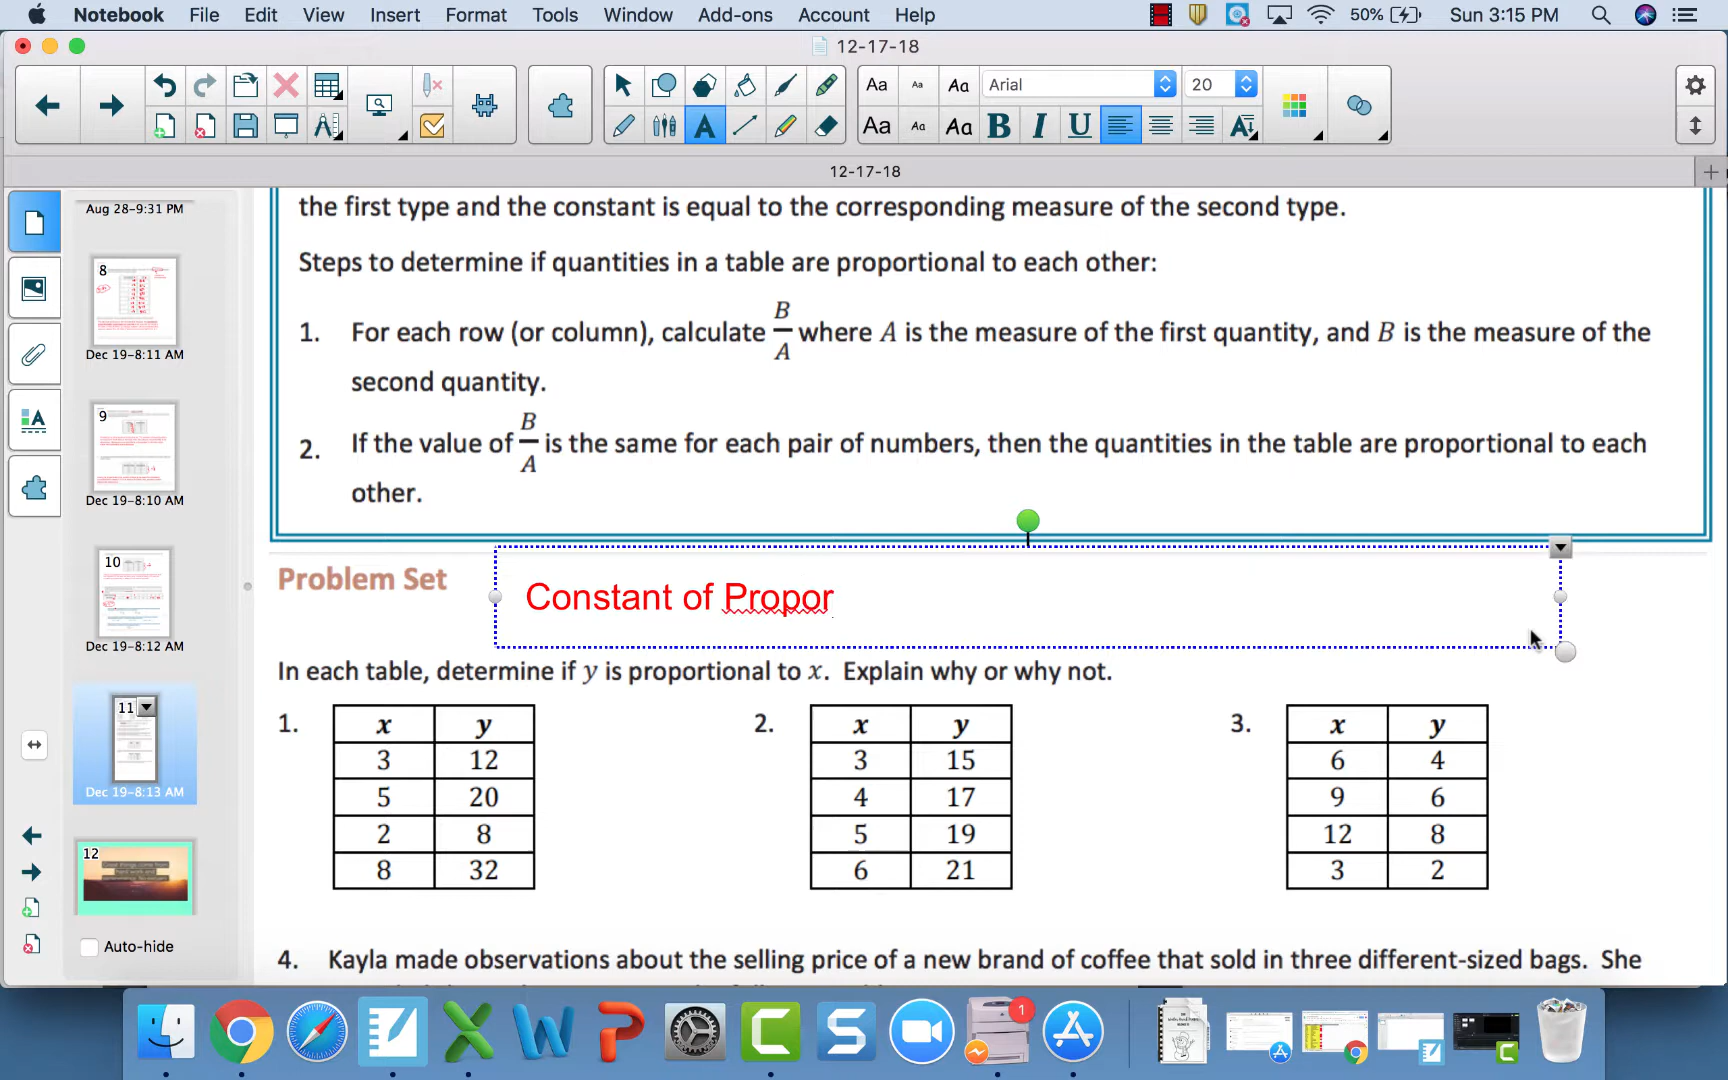 Notebook File Edit View Insert Format Tools Window Add-ons Account Help 50% Sun 3:15 PM
12-17-18
Aa Aa Aa Arial 20
Aa Aa Aa B I U A
12-17-18
Aug 28-9:31 PM
8
Dec 19-8:11 AM
9
Dec 19-8:10 AM
10
Dec 19-8:12 AM
11
Dec 19-8:13 AM
12
Auto-hide
the first type and the constant is equal to the corresponding measure of the second type.
Steps to determine if quantities in a table are proportional to each other:
1. For each row (or column), calculate B/A where A is the measure of the first quantity, and B is the measure of the
second quantity.
2. If the value of B/A is the same for each pair of numbers, then the quantities in the table are proportional to each
other.
Problem Set
Constant of Propor
In each table, determine if y is proportional to x. Explain why or why not.
1.
x y
3 12
5 20
2 8
8 32
2.
x y
3 15
4 17
5 19
6 21
3.
x y
6 4
9 6
12 8
3 2
4. Kayla made observations about the selling price of a new brand of coffee that sold in three different-sized bags. She
1